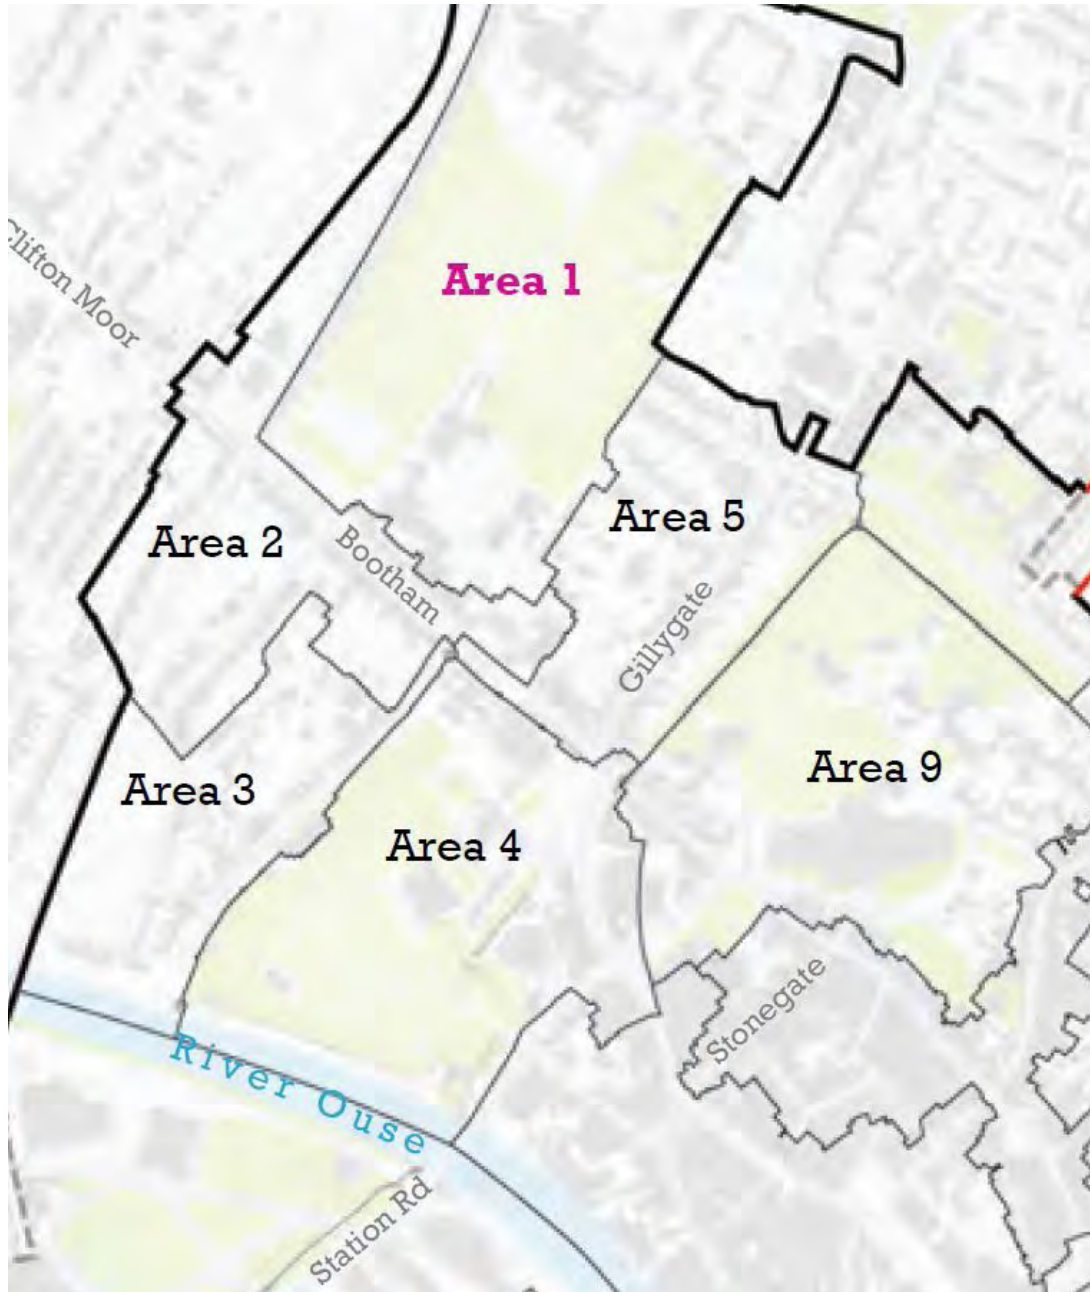 Clifton Moor
Area 1
Area 2
Bootham
Area 5
Gillygate
Area 3
Area 4
Area 9
Stonegate
River Ouse
Station Rd